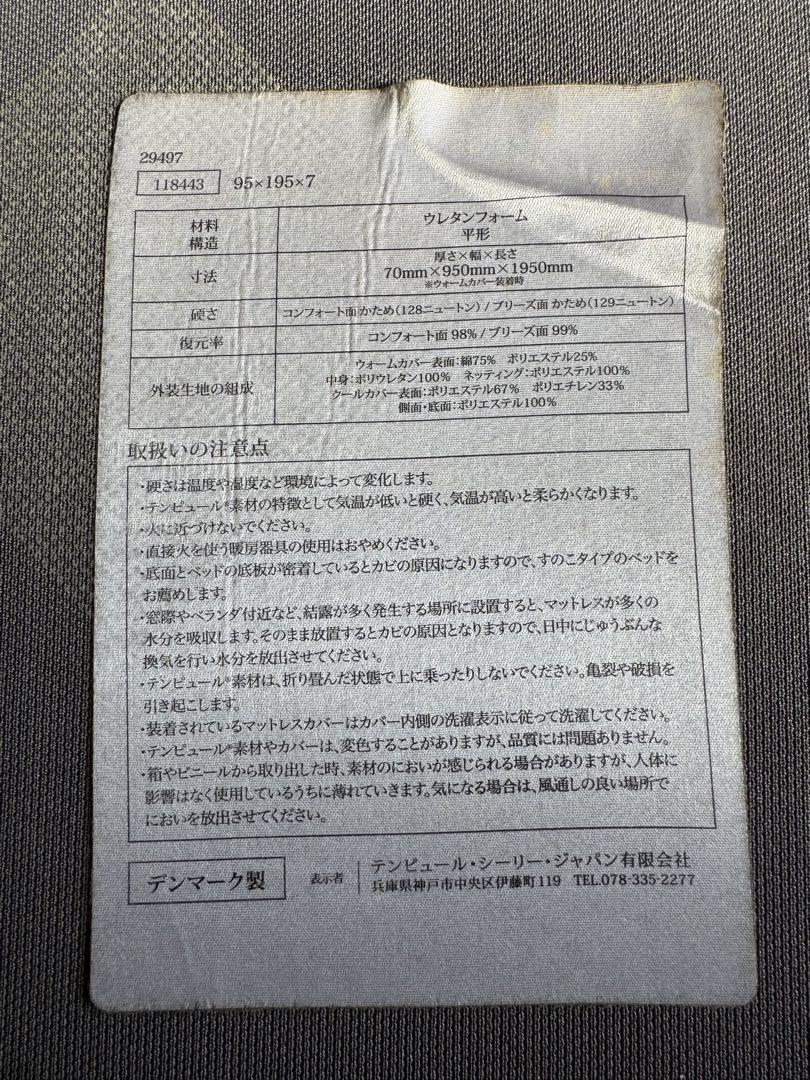 29497
118443 95×195×7
材料 ウレタンフォーム
構造 平形
寸法 厚さ×幅×長さ
70mm×950mm×1950mm
※ウォームカバー装着時
硬さ コンフォート面 かため(128ニュートン) / ブリーズ面 かため(129ニュートン)
復元率 コンフォート面 98% / ブリーズ面 99%
外装生地の組成 ウォームカバー表面:綿75% ポリエステル25%
中身:ポリウレタン100% ネッティング:ポリエステル100%
クールカバー表面:ポリエステル67% ポリエチレン33%
側面・底面:ポリエステル100%
取扱いの注意点
・硬さは温度や湿度など環境によって変化します。
・テンピュール®素材の特徴として気温が低いと硬く、気温が高いと柔らかくなります。
・火に近づけないでください。
・直接火を使う暖房器具の使用はおやめください。
・底面とベッドの底板が密着しているとカビの原因になりますので、すのこタイプのベッドを
お薦めします。
・窓際やベランダ付近など、結露が多く発生する場所に設置すると、マットレスが多くの
水分を吸収します。そのまま放置するとカビの原因となりますので、日中にじゅうぶんな
換気を行い水分を放出させてください。
・テンピュール®素材は、折り畳んだ状態で上に乗ったりしないでください。亀裂や破損を
引き起こします。
・装着されているマットレスカバーはカバー内側の洗濯表示に従って洗濯してください。
・テンピュール®素材やカバーは、変色することがありますが、品質には問題ありません。
・箱やビニールから取り出した時、素材のにおいが感じられる場合がありますが、人体に
影響はなく使用しているうちに薄れていきます。気になる場合は、風通しの良い場所で
においを放出させてください。
デンマーク製 表示者 テンピュール・シーリー・ジャパン有限会社
兵庫県神戸市中央区伊藤町119 TEL.078-335-2277